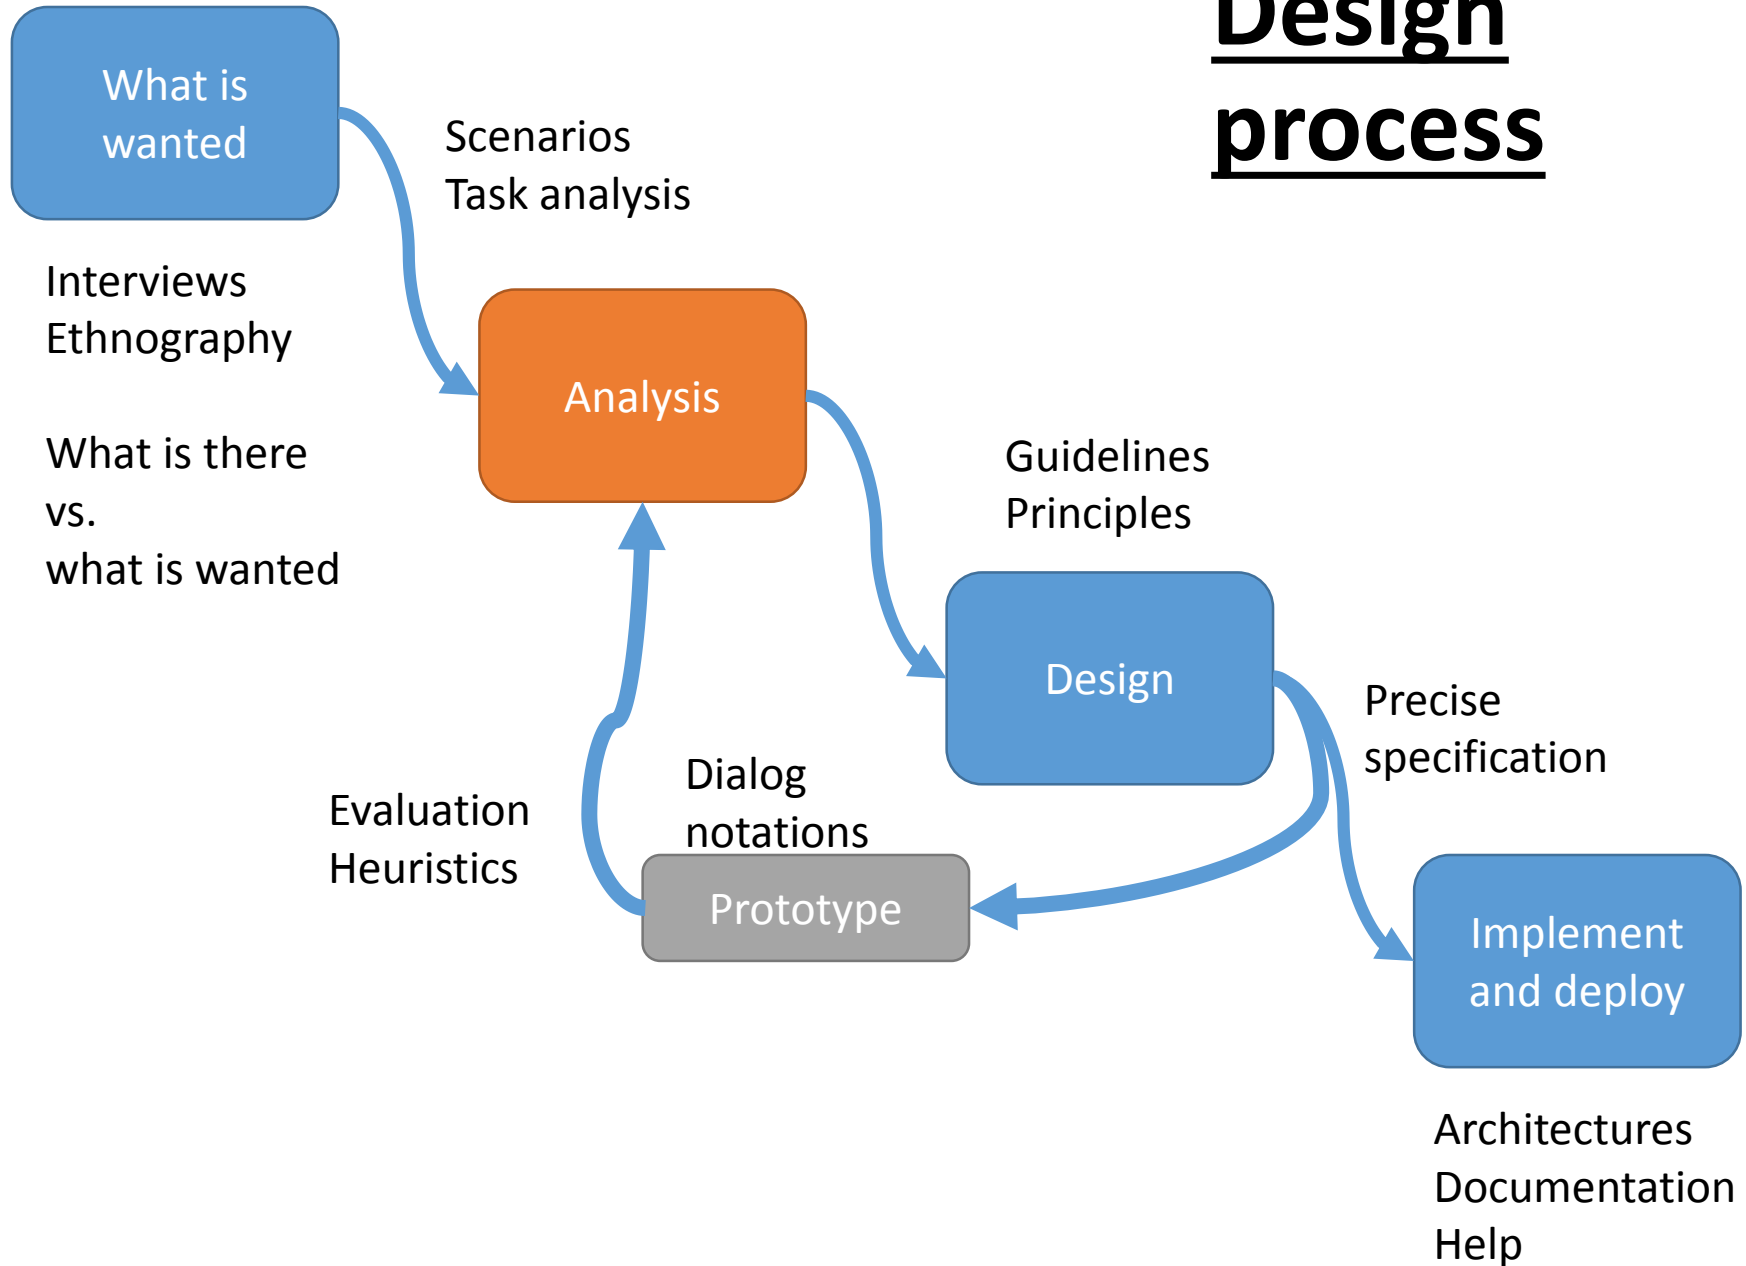 Design
process
What is
wanted
Scenarios
Task analysis
Interviews
Ethnography
What is there
vs.
what is wanted
Analysis
Guidelines
Principles
Design
Precise
specification
Dialog
notations
Evaluation
Heuristics
Prototype
Implement
and deploy
Architectures
Documentation
Help